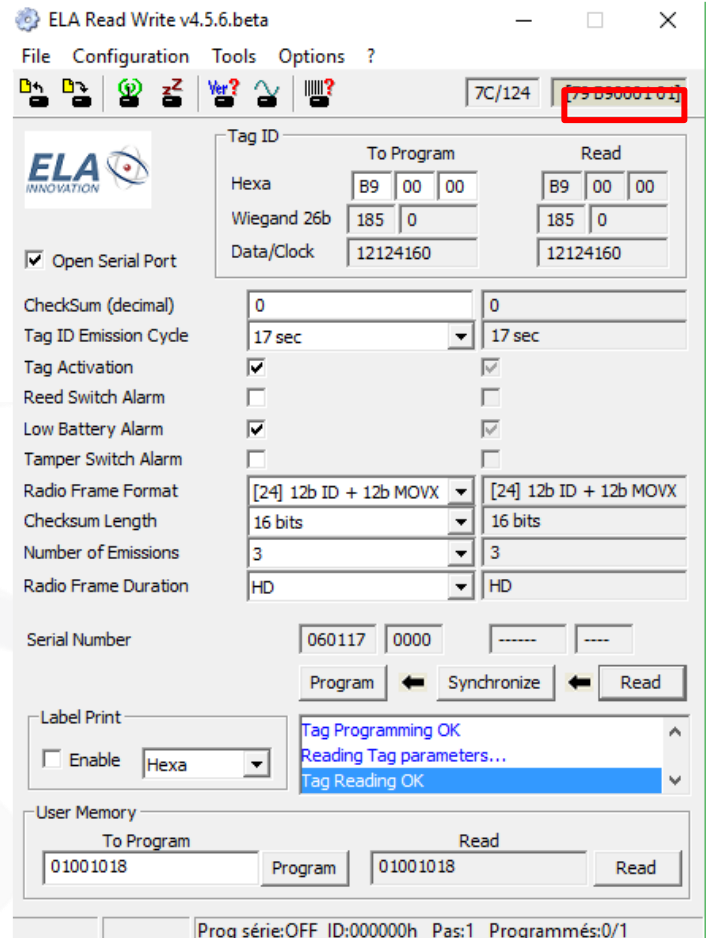 ELA Read Write v4.5.6.beta
File Configuration Tools Options ?
Ver? 7C/124 [79 B90001 01]
ELA INNOVATION
Tag ID
To Program Read
Hexa B9 00 00 B9 00 00
Wiegand 26b 185 0 185 0
Data/Clock 12124160 12124160
Open Serial Port
CheckSum (decimal) 0 0
Tag ID Emission Cycle 17 sec 17 sec
Tag Activation
Reed Switch Alarm
Low Battery Alarm
Tamper Switch Alarm
Radio Frame Format [24] 12b ID + 12b MOVX [24] 12b ID + 12b MOVX
Checksum Length 16 bits 16 bits
Number of Emissions 3 3
Radio Frame Duration HD HD
Serial Number 060117 0000 ------ ----
Program Synchronize Read
Label Print
Enable Hexa
Tag Programming OK
Reading Tag parameters...
Tag Reading OK
User Memory
To Program Read
01001018 Program 01001018 Read
Prog série:OFF ID:000000h Pas:1 Programmés:0/1